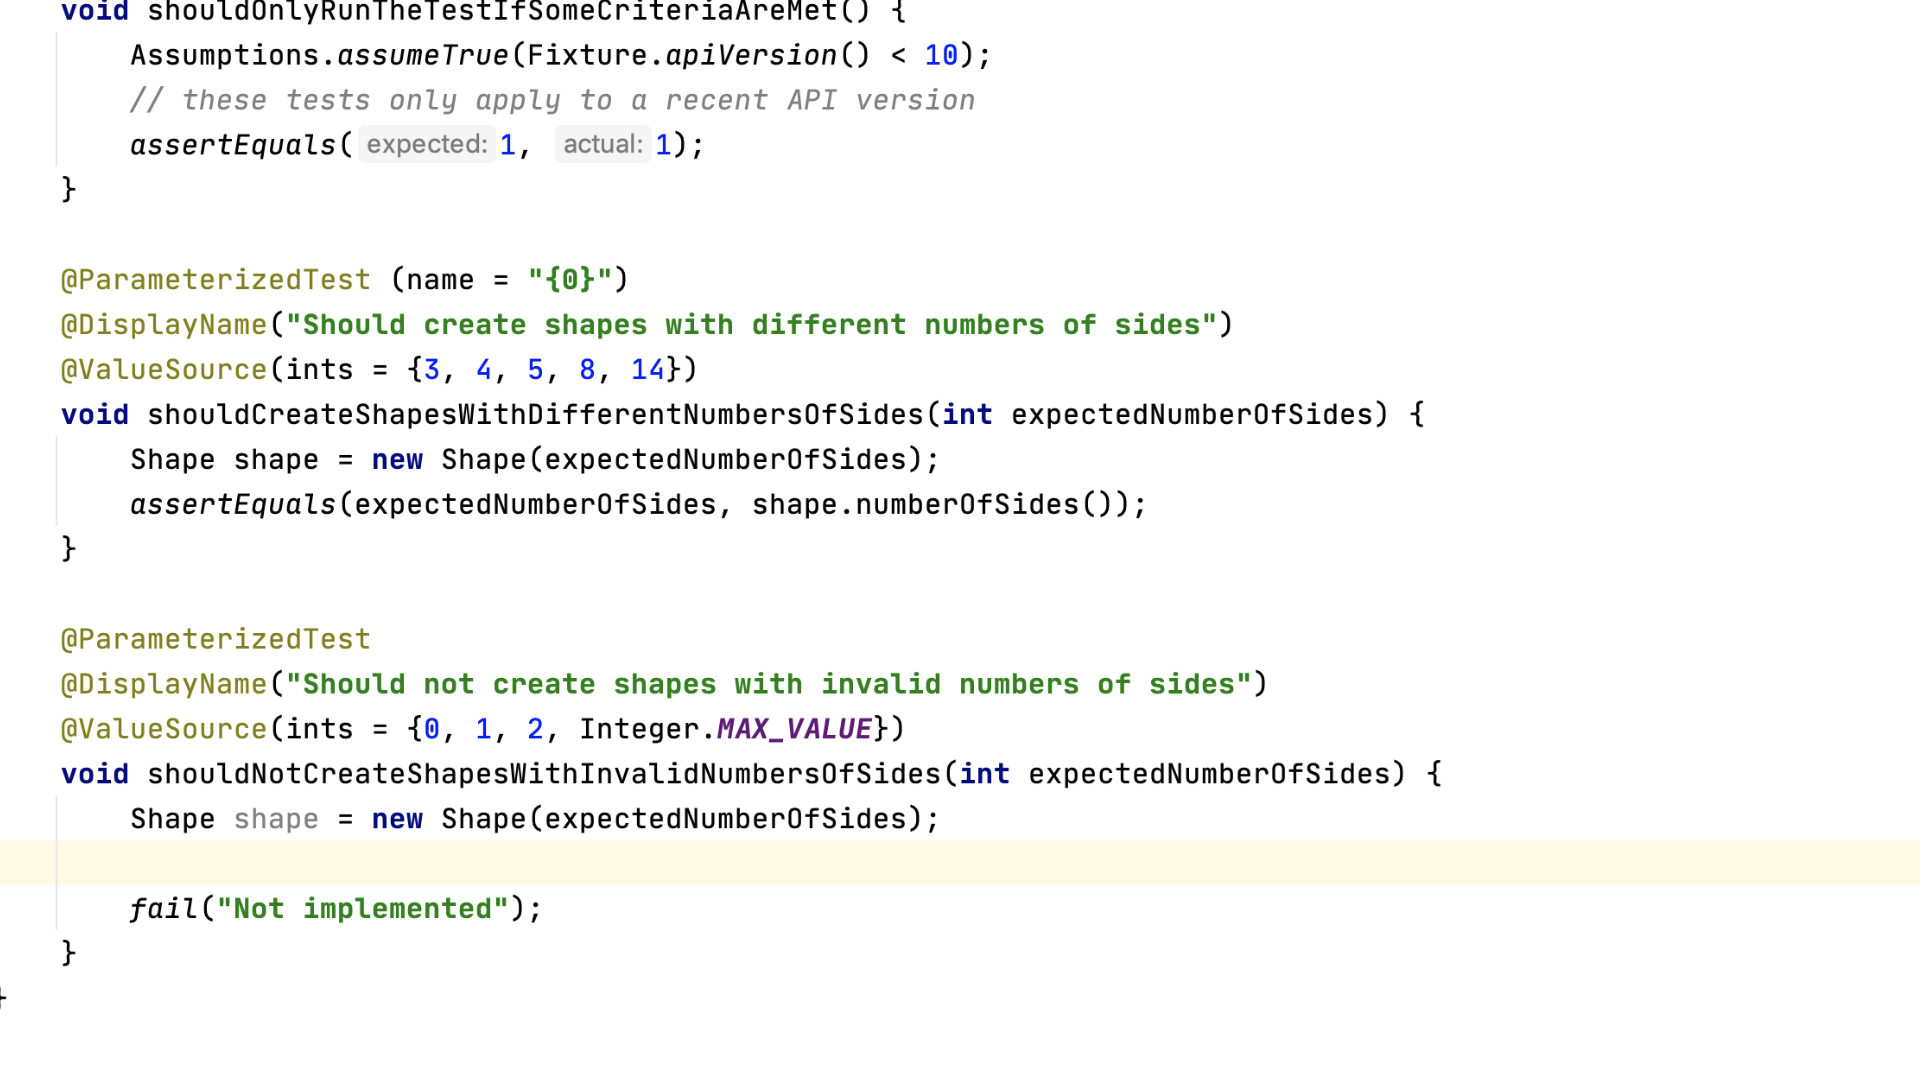 void shouldOnlyRunTheTestIfSomeCriteriaAreMet() {
Assumptions.assumeTrue(Fixture.apiVersion() < 10);
// these tests only apply to a recent API version
assertEquals( expected: 1, actual: 1);
}
@ParameterizedTest (name = "{0}")
@DisplayName("Should create shapes with different numbers of sides")
@ValueSource(ints = {3, 4, 5, 8, 14})
void shouldCreateShapesWithDifferentNumbersOfSides(int expectedNumberOfSides) {
Shape shape = new Shape(expectedNumberOfSides);
assertEquals(expectedNumberOfSides, shape.numberOfSides());
}
@ParameterizedTest
@DisplayName("Should not create shapes with invalid numbers of sides")
@ValueSource(ints = {0, 1, 2, Integer.MAX_VALUE})
void shouldNotCreateShapesWithInvalidNumbersOfSides(int expectedNumberOfSides) {
Shape shape = new Shape(expectedNumberOfSides);
fail("Not implemented");
}
}